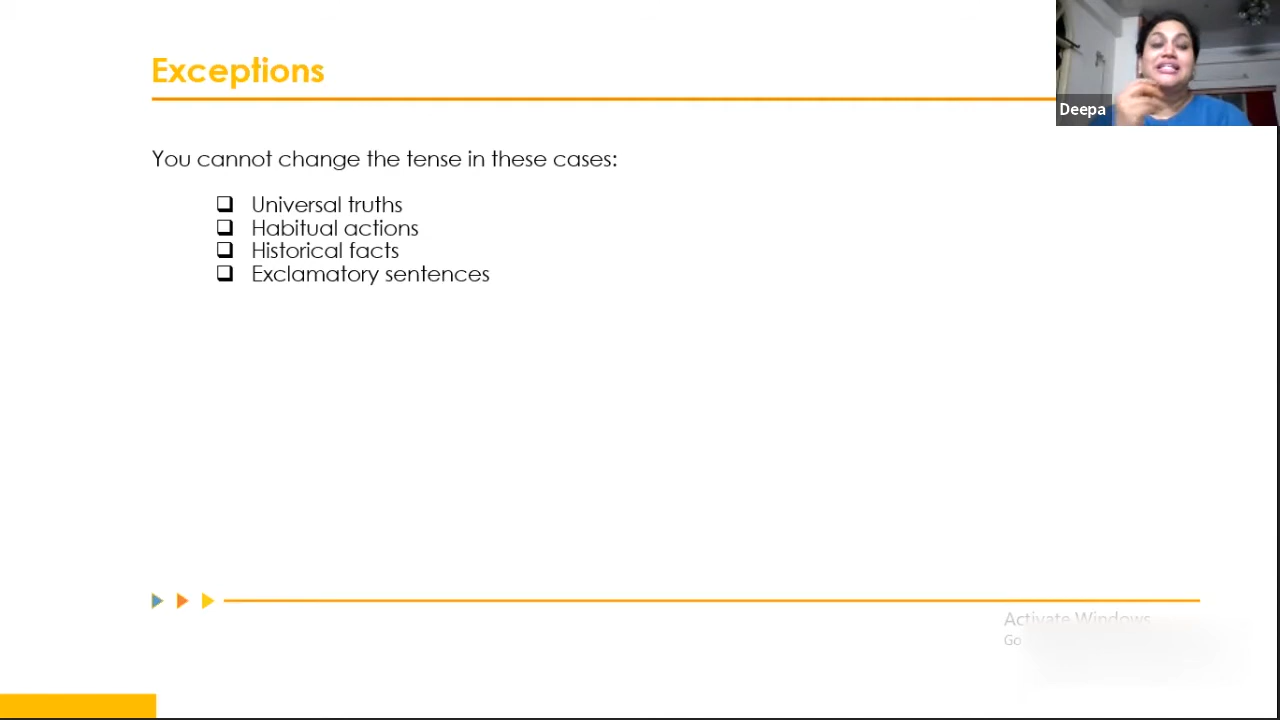 Exceptions
Deepa
You cannot change the tense in these cases:
Universal truths
Habitual actions
Historical facts
Exclamatory sentences
Activate Windows
Go